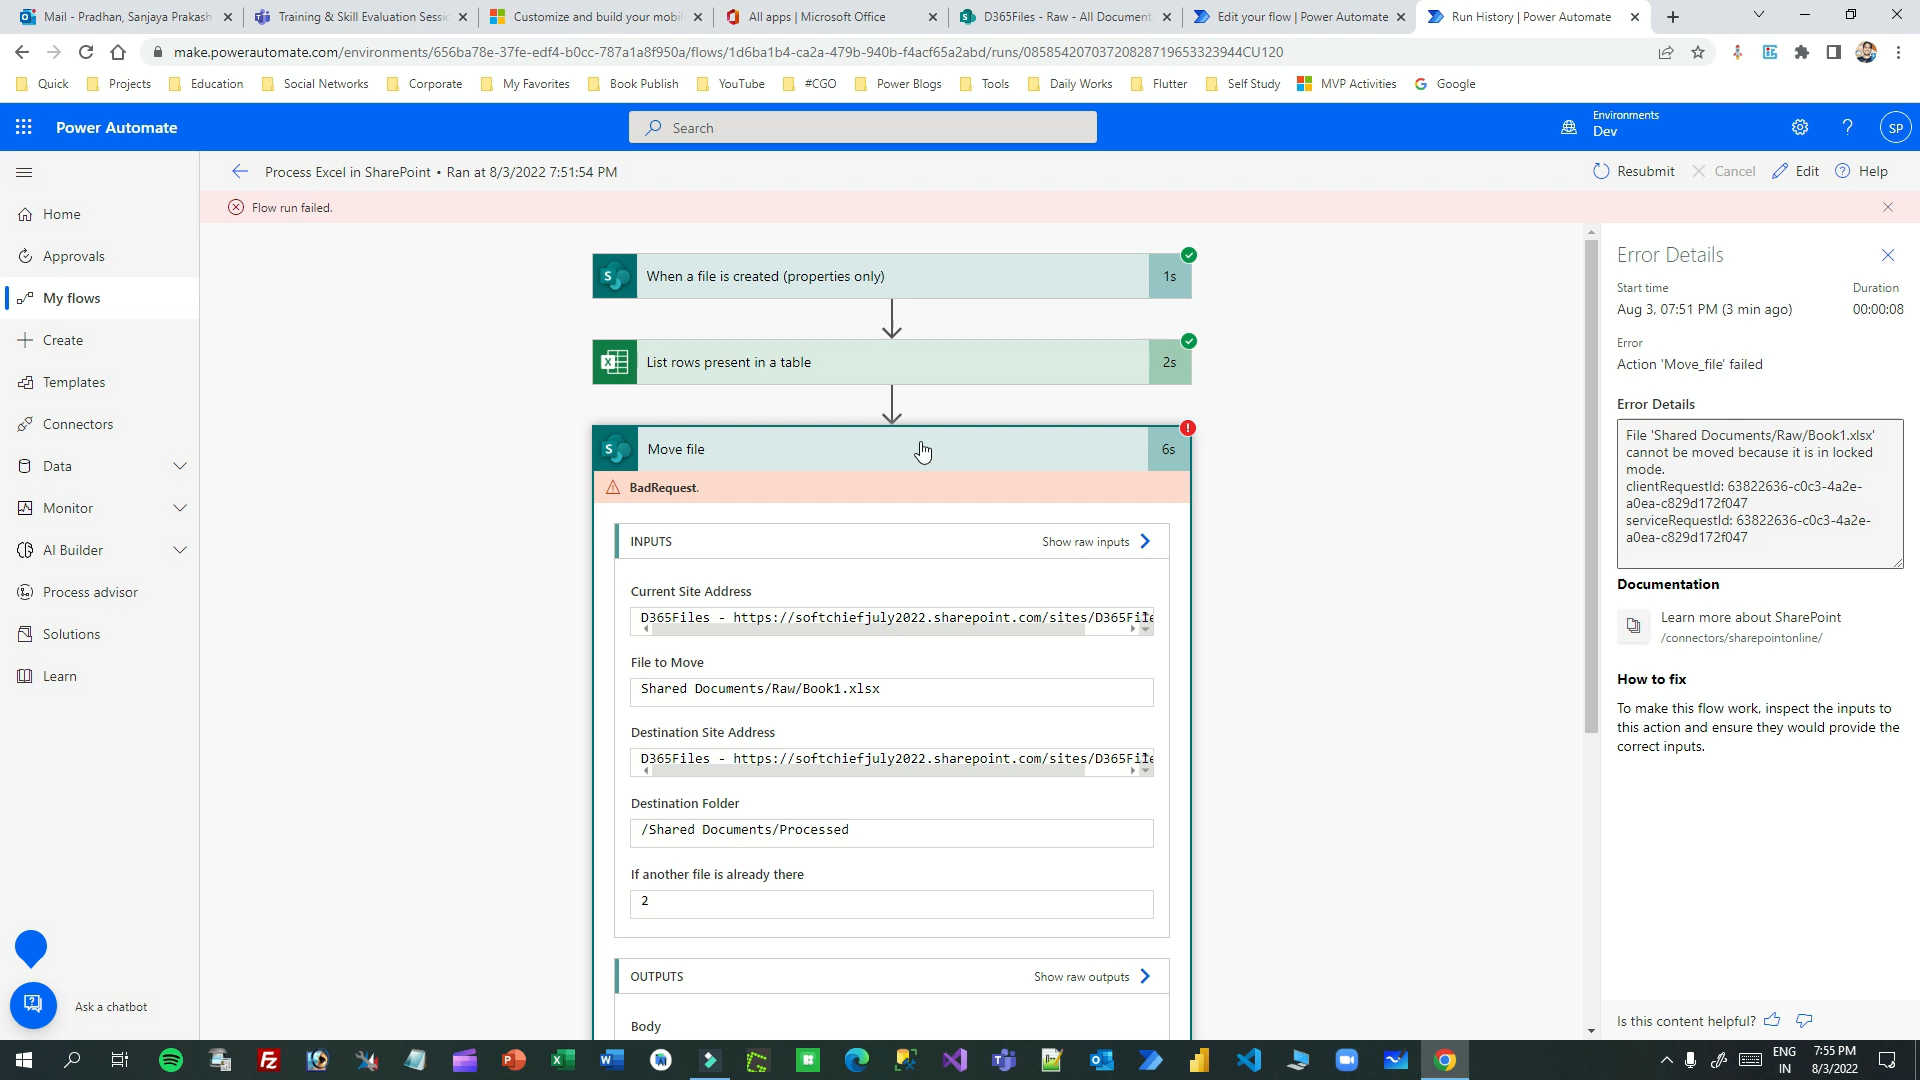 Mail - Pradhan, Sanjaya Prakash
Training & Skill Evaluation Sessio
Customize and build your mobil
All apps | Microsoft Office
D365Files - Raw - All Document
Edit your flow | Power Automate
Run History | Power Automate
make.powerautomate.com/environments/656ba78e-37fe-edf4-b0cc-787a1a8f950a/flows/1d6ba1b4-ca2a-479b-940b-f4acf65a2abd/runs/08585420703720828719653323944CU120
Quick
Projects
Education
Social Networks
Corporate
My Favorites
Book Publish
YouTube
#CGO
Power Blogs
Tools
Daily Works
Flutter
Self Study
MVP Activities
Google
Power Automate
Search
Environments
Dev
SP
Process Excel in SharePoint • Ran at 8/3/2022 7:51:54 PM
Resubmit
Cancel
Edit
Help
Flow run failed.
Home
Approvals
My flows
Create
Templates
Connectors
Data
Monitor
AI Builder
Process advisor
Solutions
Learn
Ask a chatbot
When a file is created (properties only)
1s
List rows present in a table
2s
Move file
6s
BadRequest.
INPUTS
Show raw inputs
Current Site Address
D365Files - https://softchiefjuly2022.sharepoint.com/sites/D365File
File to Move
Shared Documents/Raw/Book1.xlsx
Destination Site Address
D365Files - https://softchiefjuly2022.sharepoint.com/sites/D365File
Destination Folder
/Shared Documents/Processed
If another file is already there
2
OUTPUTS
Show raw outputs
Body
Error Details
Start time
Duration
Aug 3, 07:51 PM (3 min ago)
00:00:08
Error
Action 'Move_file' failed
Error Details
File 'Shared Documents/Raw/Book1.xlsx'
cannot be moved because it is in locked
mode.
clientRequestId: 63822636-c0c3-4a2e-
a0ea-c829d172f047
serviceRequestId: 63822636-c0c3-4a2e-
a0ea-c829d172f047
Documentation
Learn more about SharePoint
/connectors/sharepointonline/
How to fix
To make this flow work, inspect the inputs to
this action and ensure they would provide the
correct inputs.
Is this content helpful?
ENG
IN
7:55 PM
8/3/2022